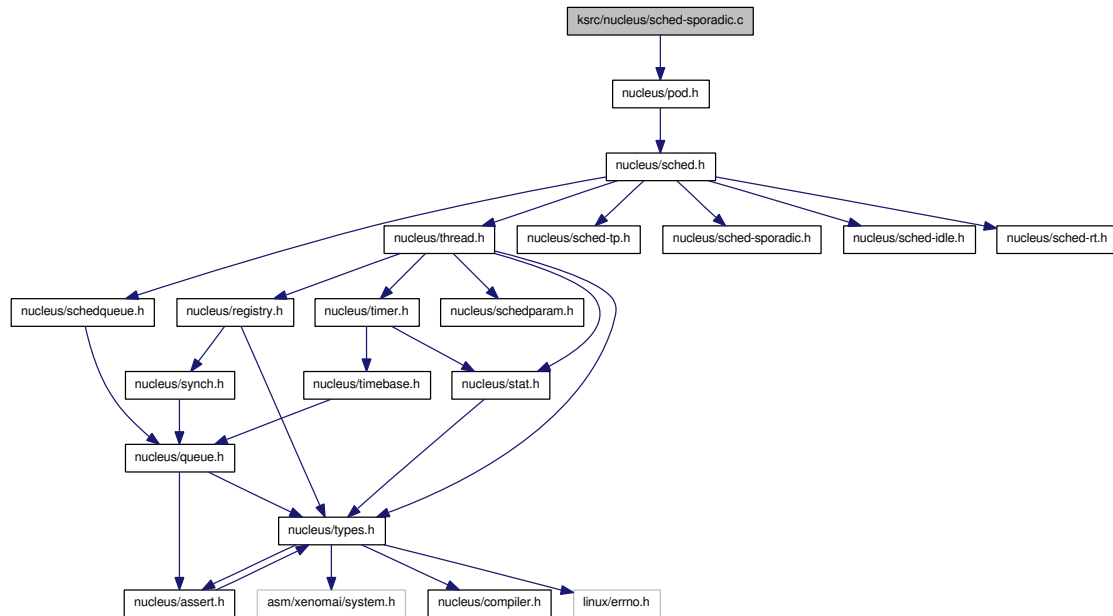 ksrc/nucleus/sched-sporadic.c
nucleus/pod.h
nucleus/sched.h
nucleus/thread.h
nucleus/sched-tp.h
nucleus/sched-sporadic.h
nucleus/sched-idle.h
nucleus/sched-rt.h
nucleus/schedqueue.h
nucleus/registry.h
nucleus/timer.h
nucleus/schedparam.h
nucleus/synch.h
nucleus/timebase.h
nucleus/stat.h
nucleus/queue.h
nucleus/types.h
nucleus/assert.h
asm/xenomai/system.h
nucleus/compiler.h
linux/errno.h